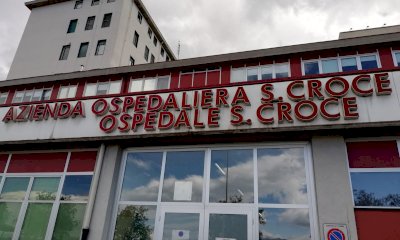 AZIENDA OSPEDALIERA S. CROCE
OSPEDALE S. CROCE